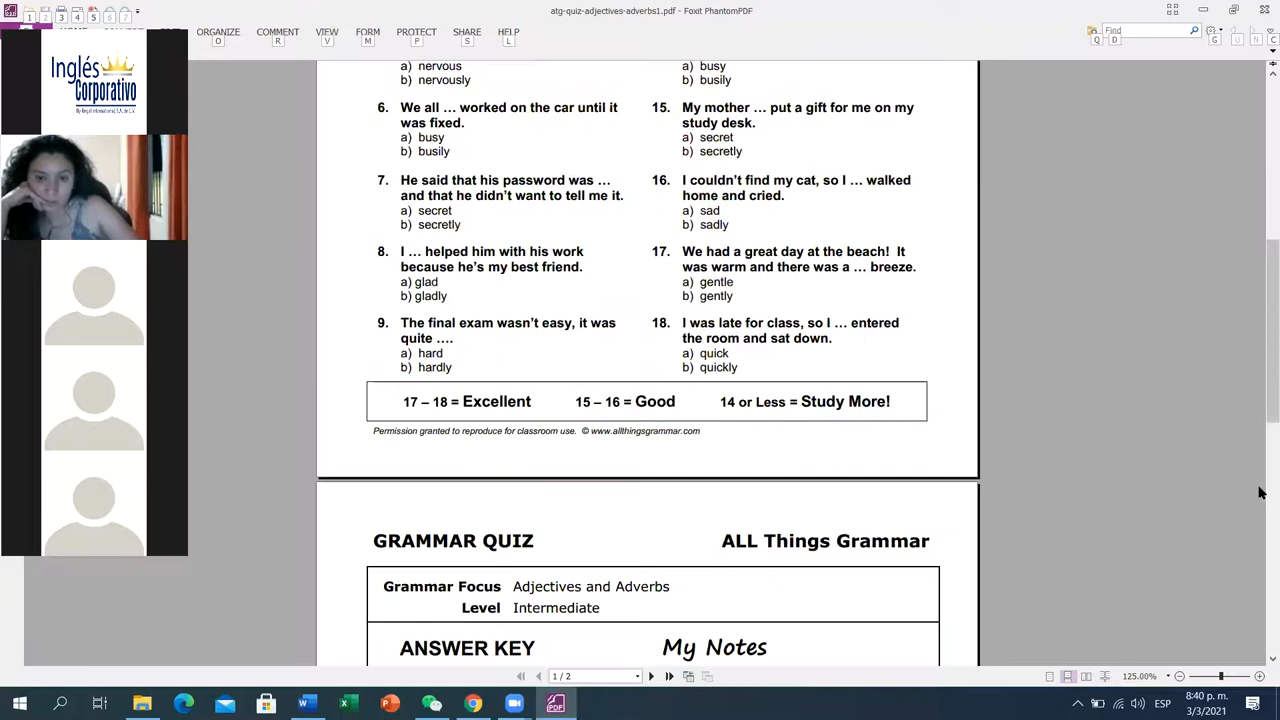 atg-quiz-adjectives-adverbs1.pdf - Foxit PhantomPDF
1 2 3 4 5 6 7
ORGANIZE COMMENT VIEW FORM PROTECT SHARE HELP
O R V M P S L
Find
Q D G U N C
Inglés
Corporativo
a) nervous
b) nervously
6. We all … worked on the car until it
was fixed.
a) busy
b) busily
7. He said that his password was …
and that he didn't want to tell me it.
a) secret
b) secretly
8. I … helped him with his work
because he's my best friend.
a) glad
b) gladly
9. The final exam wasn't easy, it was
quite ….
a) hard
b) hardly
a) busy
b) busily
15. My mother … put a gift for me on my
study desk.
a) secret
b) secretly
16. I couldn't find my cat, so I … walked
home and cried.
a) sad
b) sadly
17. We had a great day at the beach! It
was warm and there was a … breeze.
a) gentle
b) gently
18. I was late for class, so I … entered
the room and sat down.
a) quick
b) quickly
17 – 18 = Excellent 15 – 16 = Good 14 or Less = Study More!
Permission granted to reproduce for classroom use. © www.allthingsgrammar.com
GRAMMAR QUIZ ALL Things Grammar
Grammar Focus Adjectives and Adverbs
Level Intermediate
ANSWER KEY My Notes
1 / 2
125.00%
ESP
8:40 p. m.
3/3/2021